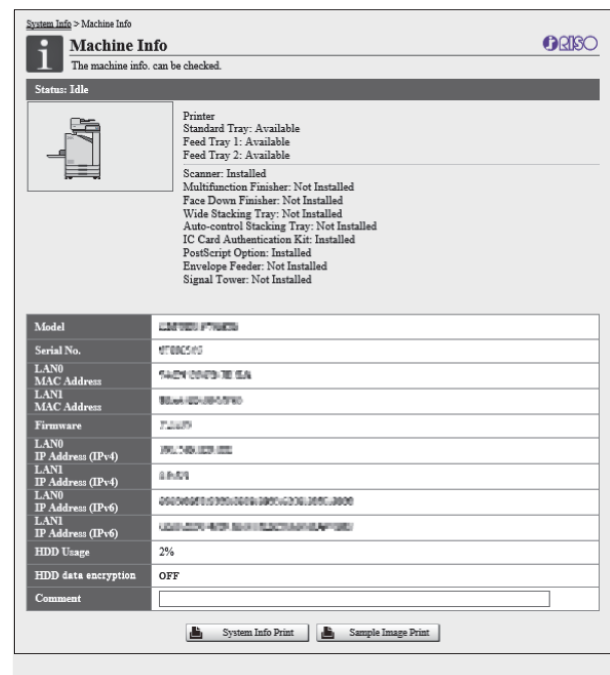 System Info > Machine Info
Machine Info
RISO
The machine info. can be checked.
Status: Idle
Printer
Standard Tray: Available
Feed Tray 1: Available
Feed Tray 2: Available
Scanner: Installed
Multifunction Finisher: Not Installed
Face Down Finisher: Not Installed
Wide Stacking Tray: Not Installed
Auto-control Stacking Tray: Not Installed
IC Card Authentication Kit: Installed
PostScript Option: Installed
Envelope Feeder: Not Installed
Signal Tower: Not Installed
Model
Serial No.
LAN0
MAC Address
LAN1
MAC Address
Firmware
LAN0
IP Address (IPv4)
LAN1
IP Address (IPv4)
LAN0
IP Address (IPv6)
LAN1
IP Address (IPv6)
HDD Usage 2%
HDD data encryption OFF
Comment
System Info Print Sample Image Print